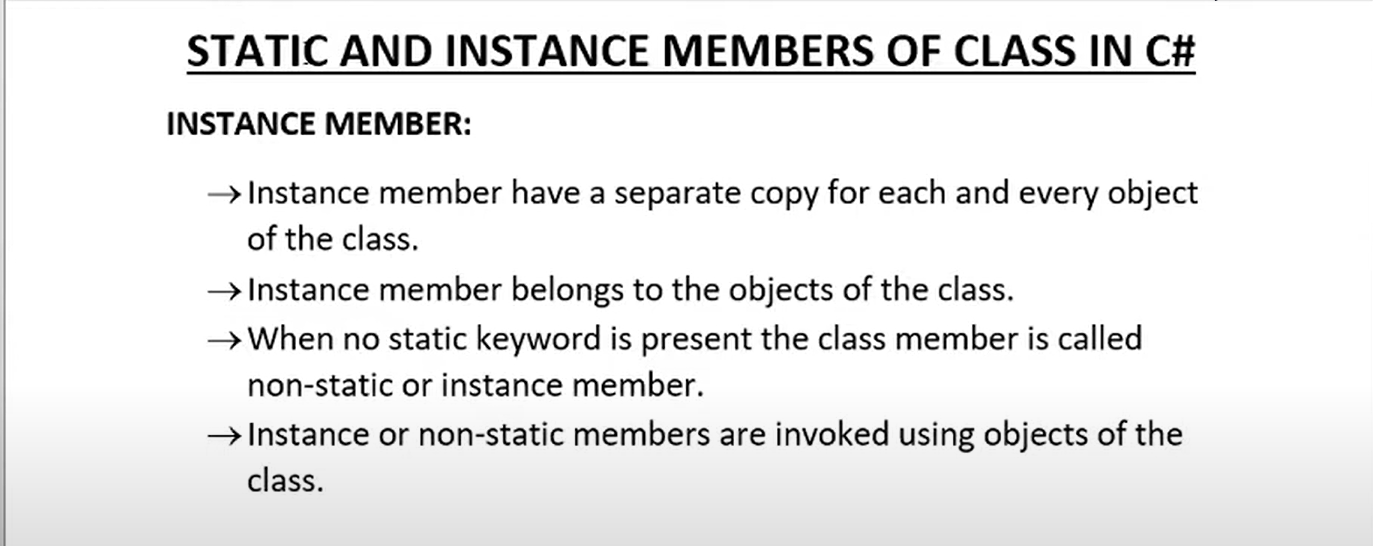 STATIC AND INSTANCE MEMBERS OF CLASS IN C#
INSTANCE MEMBER:
→ Instance member have a separate copy for each and every object
of the class.
→ Instance member belongs to the objects of the class.
→ When no static keyword is present the class member is called
non-static or instance member.
→ Instance or non-static members are invoked using objects of the
class.